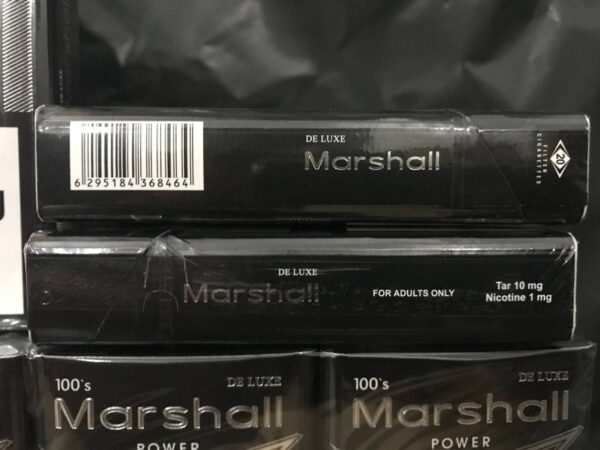 DE LUXE
Marshall
20
FILTER
CIGARETTES
6 295184 368464
DE LUXE
Marshall
FOR ADULTS ONLY
Tar 10 mg
Nicotine 1 mg
100's DE LUXE
Marshall
POWER
100's DE LUXE
Marshall
POWER